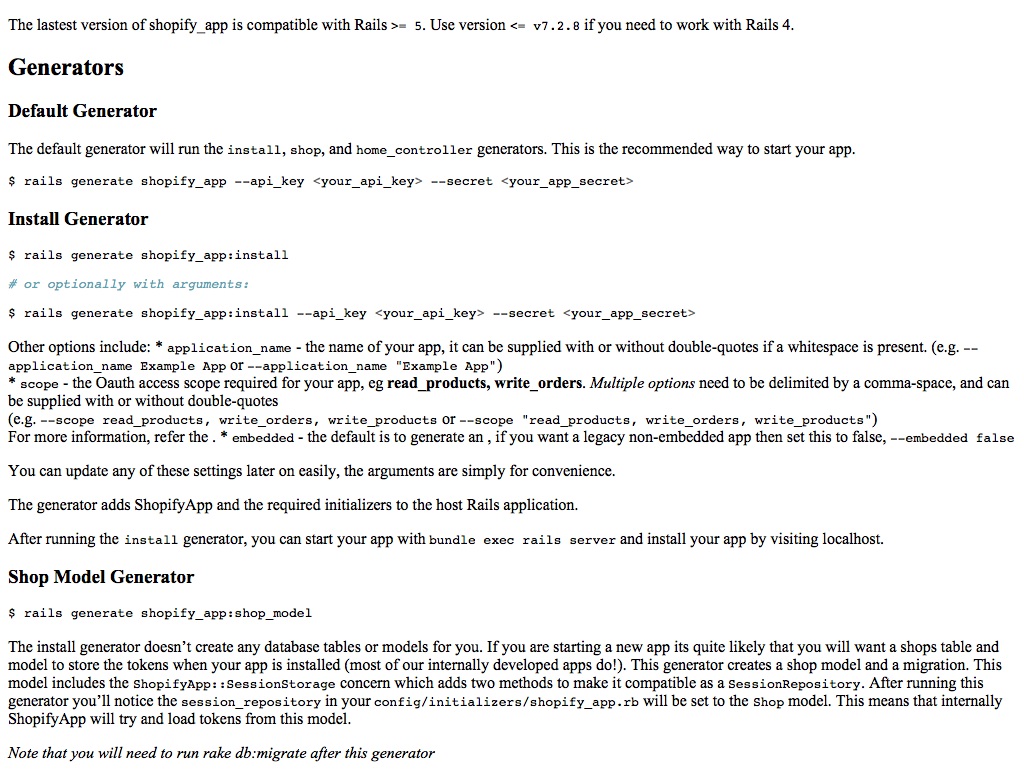 The lastest version of shopify_app is compatible with Rails >= 5. Use version <= v7.2.8 if you need to work with Rails 4.
Generators
Default Generator
The default generator will run the install, shop, and home_controller generators. This is the recommended way to start your app.
$ rails generate shopify_app --api_key <your_api_key> --secret <your_app_secret>
Install Generator
$ rails generate shopify_app:install
# or optionally with arguments:
$ rails generate shopify_app:install --api_key <your_api_key> --secret <your_app_secret>
Other options include: * application_name - the name of your app, it can be supplied with or without double-quotes if a whitespace is present. (e.g. --
application_name Example App or --application_name "Example App")
* scope - the Oauth access scope required for your app, eg read_products, write_orders. Multiple options need to be delimited by a comma-space, and can
be supplied with or without double-quotes
(e.g. --scope read_products, write_orders, write_products or --scope "read_products, write_orders, write_products")
For more information, refer the . * embedded - the default is to generate an , if you want a legacy non-embedded app then set this to false, --embedded false
You can update any of these settings later on easily, the arguments are simply for convenience.
The generator adds ShopifyApp and the required initializers to the host Rails application.
After running the install generator, you can start your app with bundle exec rails server and install your app by visiting localhost.
Shop Model Generator
$ rails generate shopify_app:shop_model
The install generator doesn’t create any database tables or models for you. If you are starting a new app its quite likely that you will want a shops table and
model to store the tokens when your app is installed (most of our internally developed apps do!). This generator creates a shop model and a migration. This
model includes the ShopifyApp::SessionStorage concern which adds two methods to make it compatible as a SessionRepository. After running this
generator you’ll notice the session_repository in your config/initializers/shopify_app.rb will be set to the Shop model. This means that internally
ShopifyApp will try and load tokens from this model.
Note that you will need to run rake db:migrate after this generator